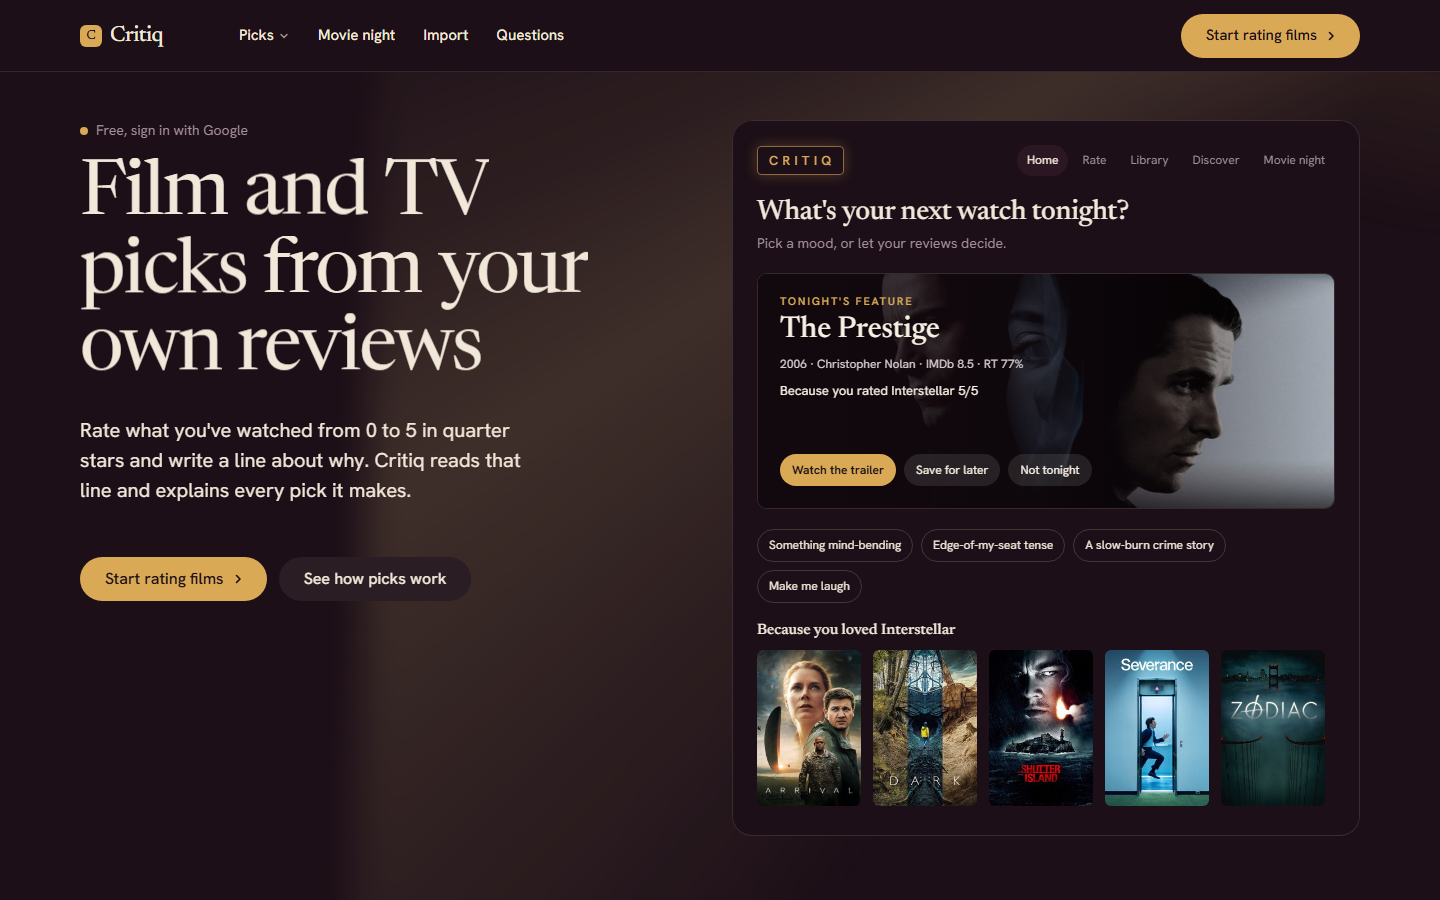 C Critiq
Picks
Movie night
Import
Questions
Start rating films
Free, sign in with Google
Film and TV
picks from your
own reviews
Rate what you've watched from 0 to 5 in quarter
stars and write a line about why. Critiq reads that
line and explains every pick it makes.
Start rating films
See how picks work
CRITIQ
Home
Rate
Library
Discover
Movie night
What's your next watch tonight?
Pick a mood, or let your reviews decide.
TONIGHT'S FEATURE
The Prestige
2006 · Christopher Nolan · IMDb 8.5 · RT 77%
Because you rated Interstellar 5/5
Watch the trailer
Save for later
Not tonight
Something mind-bending
Edge-of-my-seat tense
A slow-burn crime story
Make me laugh
Because you loved Interstellar
ARRIVAL
DARK
SHUTTER
ISLAND
Severance
ZODIAC